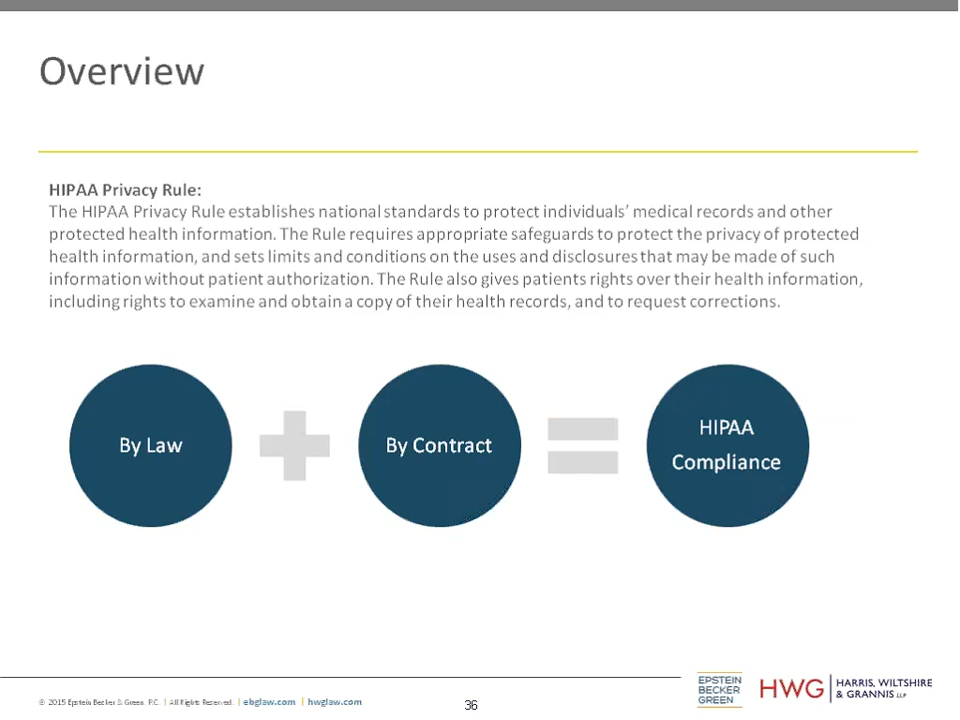 Overview
HIPAA Privacy Rule:
The HIPAA Privacy Rule establishes national standards to protect individuals’ medical records and other
protected health information. The Rule requires appropriate safeguards to protect the privacy of protected
health information, and sets limits and conditions on the uses and disclosures that may be made of such
information without patient authorization. The Rule also gives patients rights over their health information,
including rights to examine and obtain a copy of their health records, and to request corrections.
By Law
By Contract
HIPAA
Compliance
© 2015 Epstein Becker & Green, P.C. | All Rights Reserved. | ebglaw.com | hwglaw.com
36
EPSTEIN
BECKER
GREEN
HWG
HARRIS, WILTSHIRE
& GRANNIS LLP